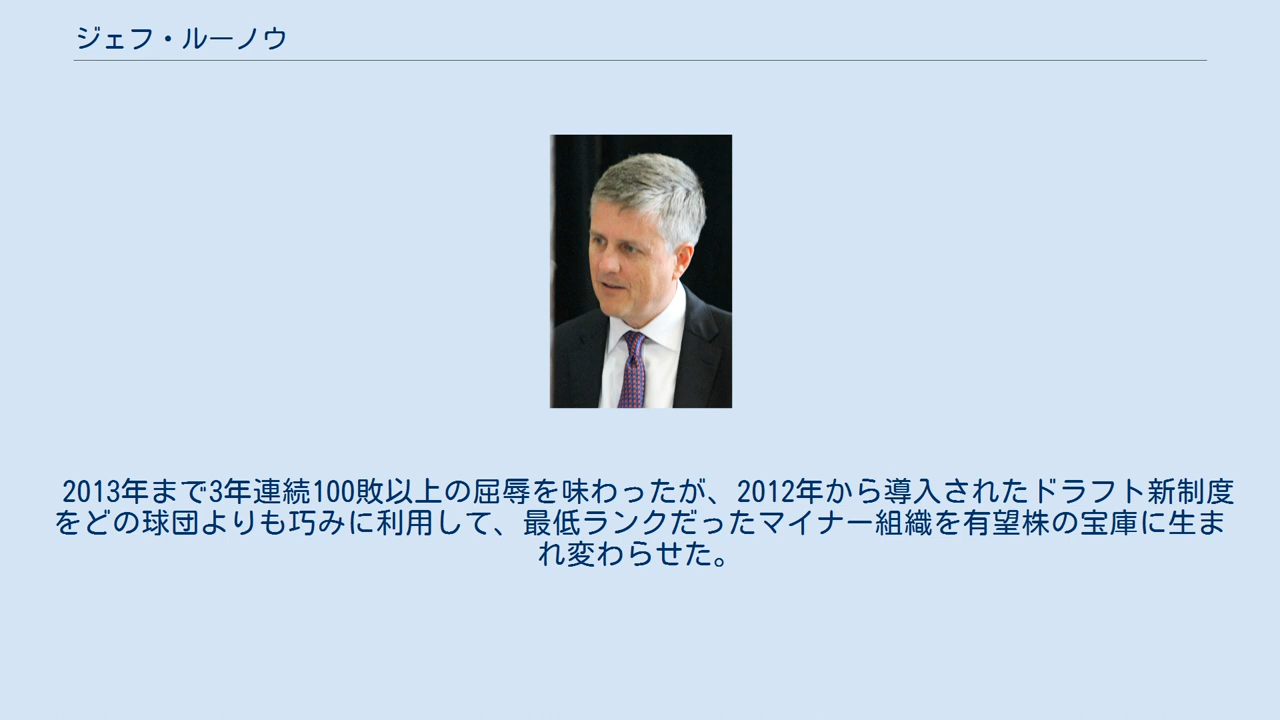 ジェフ・ルーノウ
2013年まで3年連続100敗以上の屈辱を味わったが、2012年から導入されたドラフト新制度
をどの球団よりも巧みに利用して、最低ランクだったマイナー組織を有望株の宝庫に生ま
れ変わらせた。